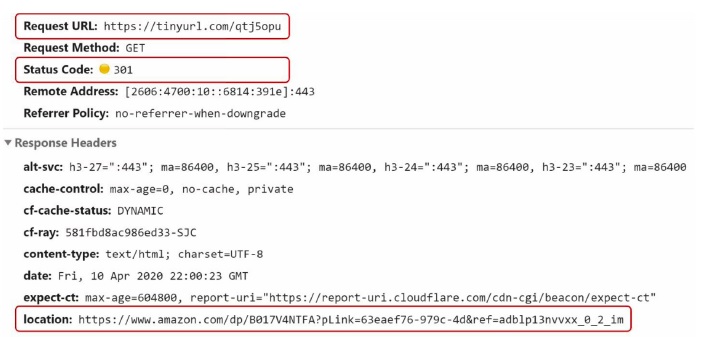 Request URL: https://tinyurl.com/qtj5opu
Request Method: GET
Status Code: 301
Remote Address: [2606:4700:10::6814:391e]:443
Referrer Policy: no-referrer-when-downgrade
Response Headers
alt-svc: h3-27=":443"; ma=86400, h3-25=":443"; ma=86400, h3-24=":443"; ma=86400, h3-23=":443"; ma=86400
cache-control: max-age=0, no-cache, private
cf-cache-status: DYNAMIC
cf-ray: 581fbd8ac986ed33-SJC
content-type: text/html; charset=UTF-8
date: Fri, 10 Apr 2020 22:00:23 GMT
expect-ct: max-age=604800, report-uri="https://report-uri.cloudflare.com/cdn-cgi/beacon/expect-ct"
location: https://www.amazon.com/dp/B017V4NTFA?pLink=63eaef76-979c-4d&ref=adblp13nvvxx_0_2_im